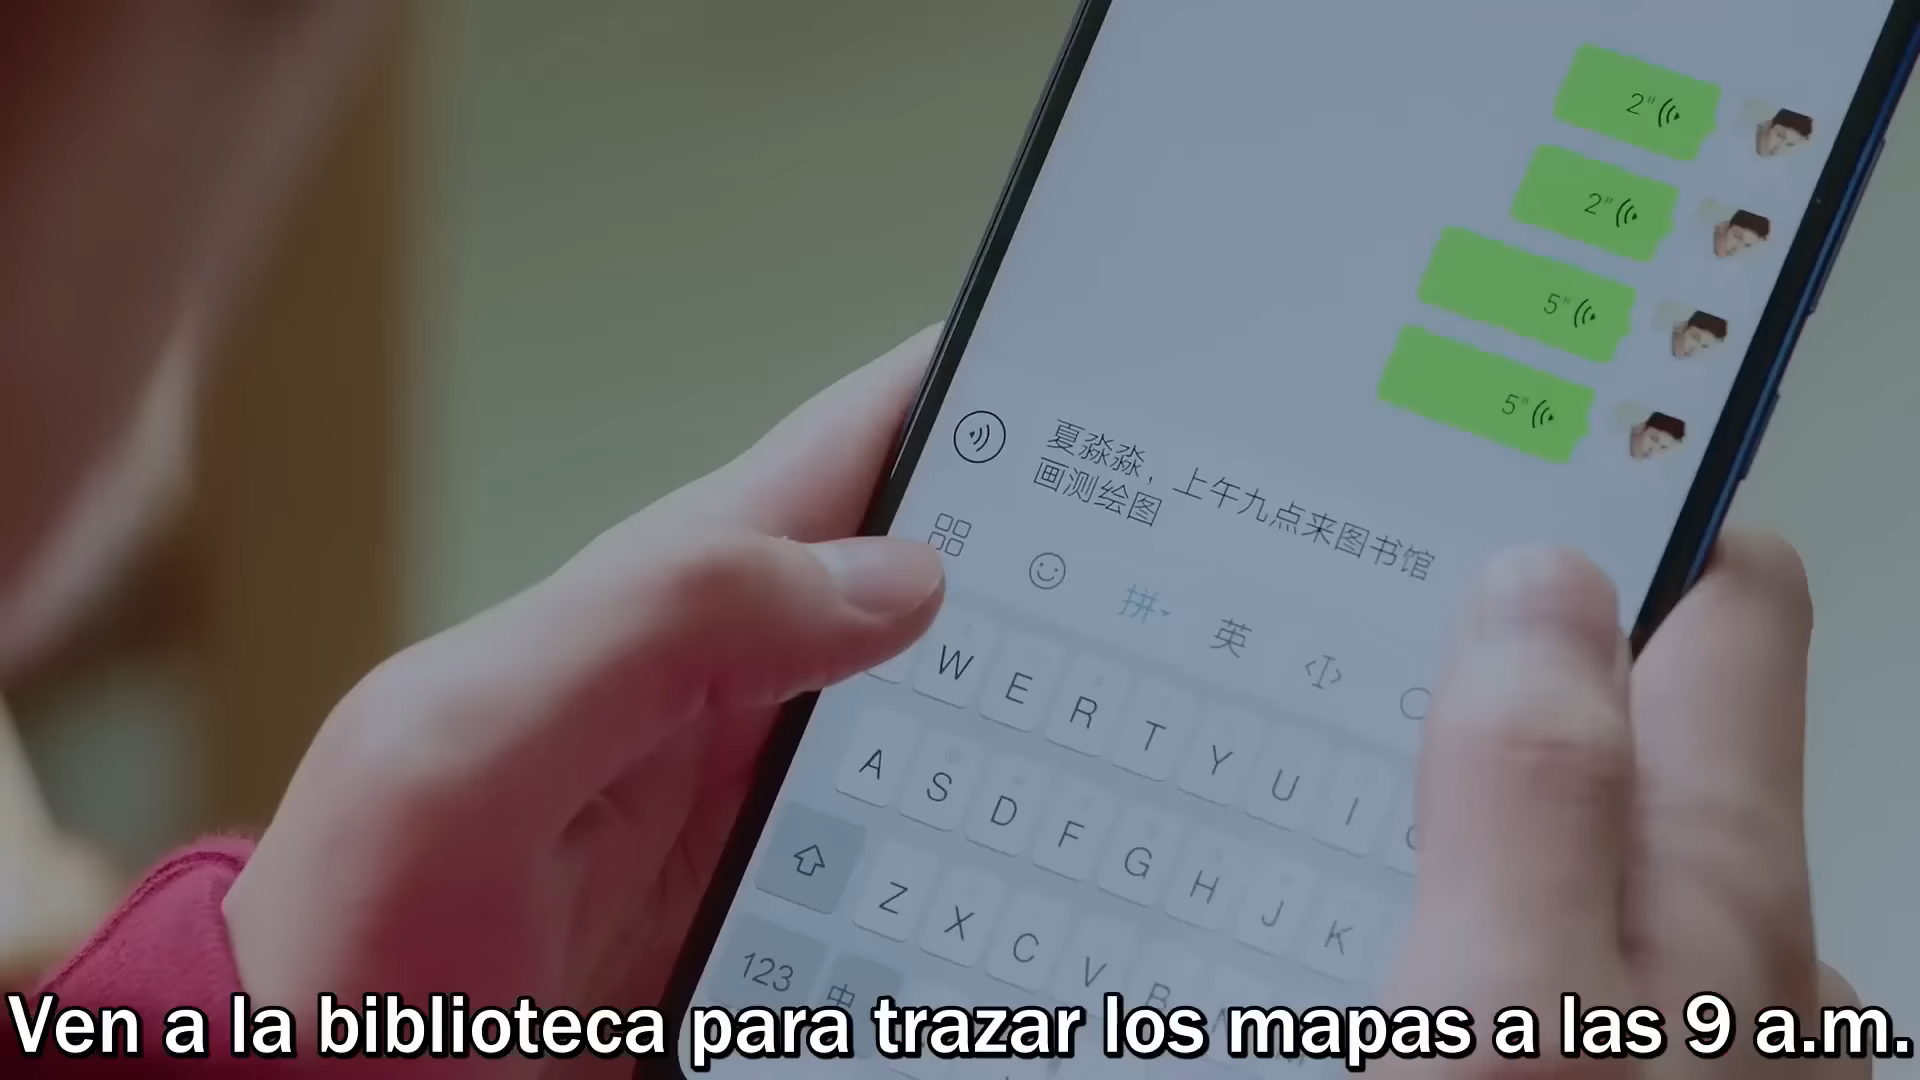 2"
2"
5"
5"
夏淼淼，上午九点来图书馆
画测绘图
拼 英
W E R T Y U I
A S D F G H J K
Z X C V B
123 中
Ven a la biblioteca para trazar los mapas a las 9 a.m.